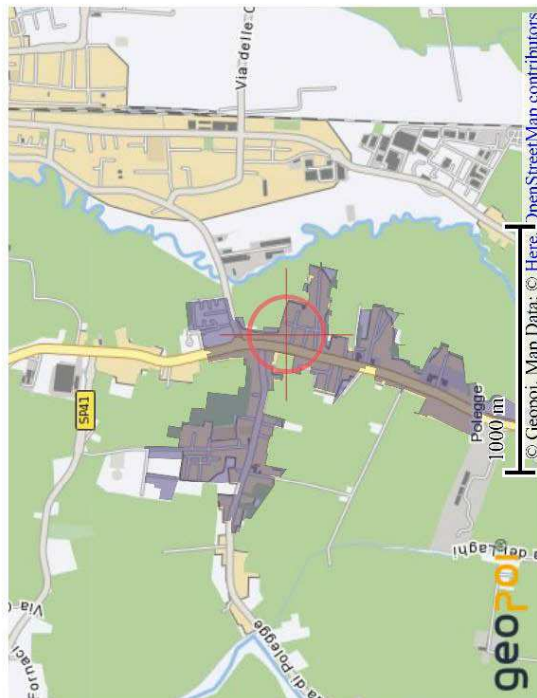 Via delle C
SP41
Via
Fornaci
Polegge
a di Polegge
a dei Laghi
1000 m
geopoi
© Geopoi, Map Data: © Here, OpenStreetMap contributors